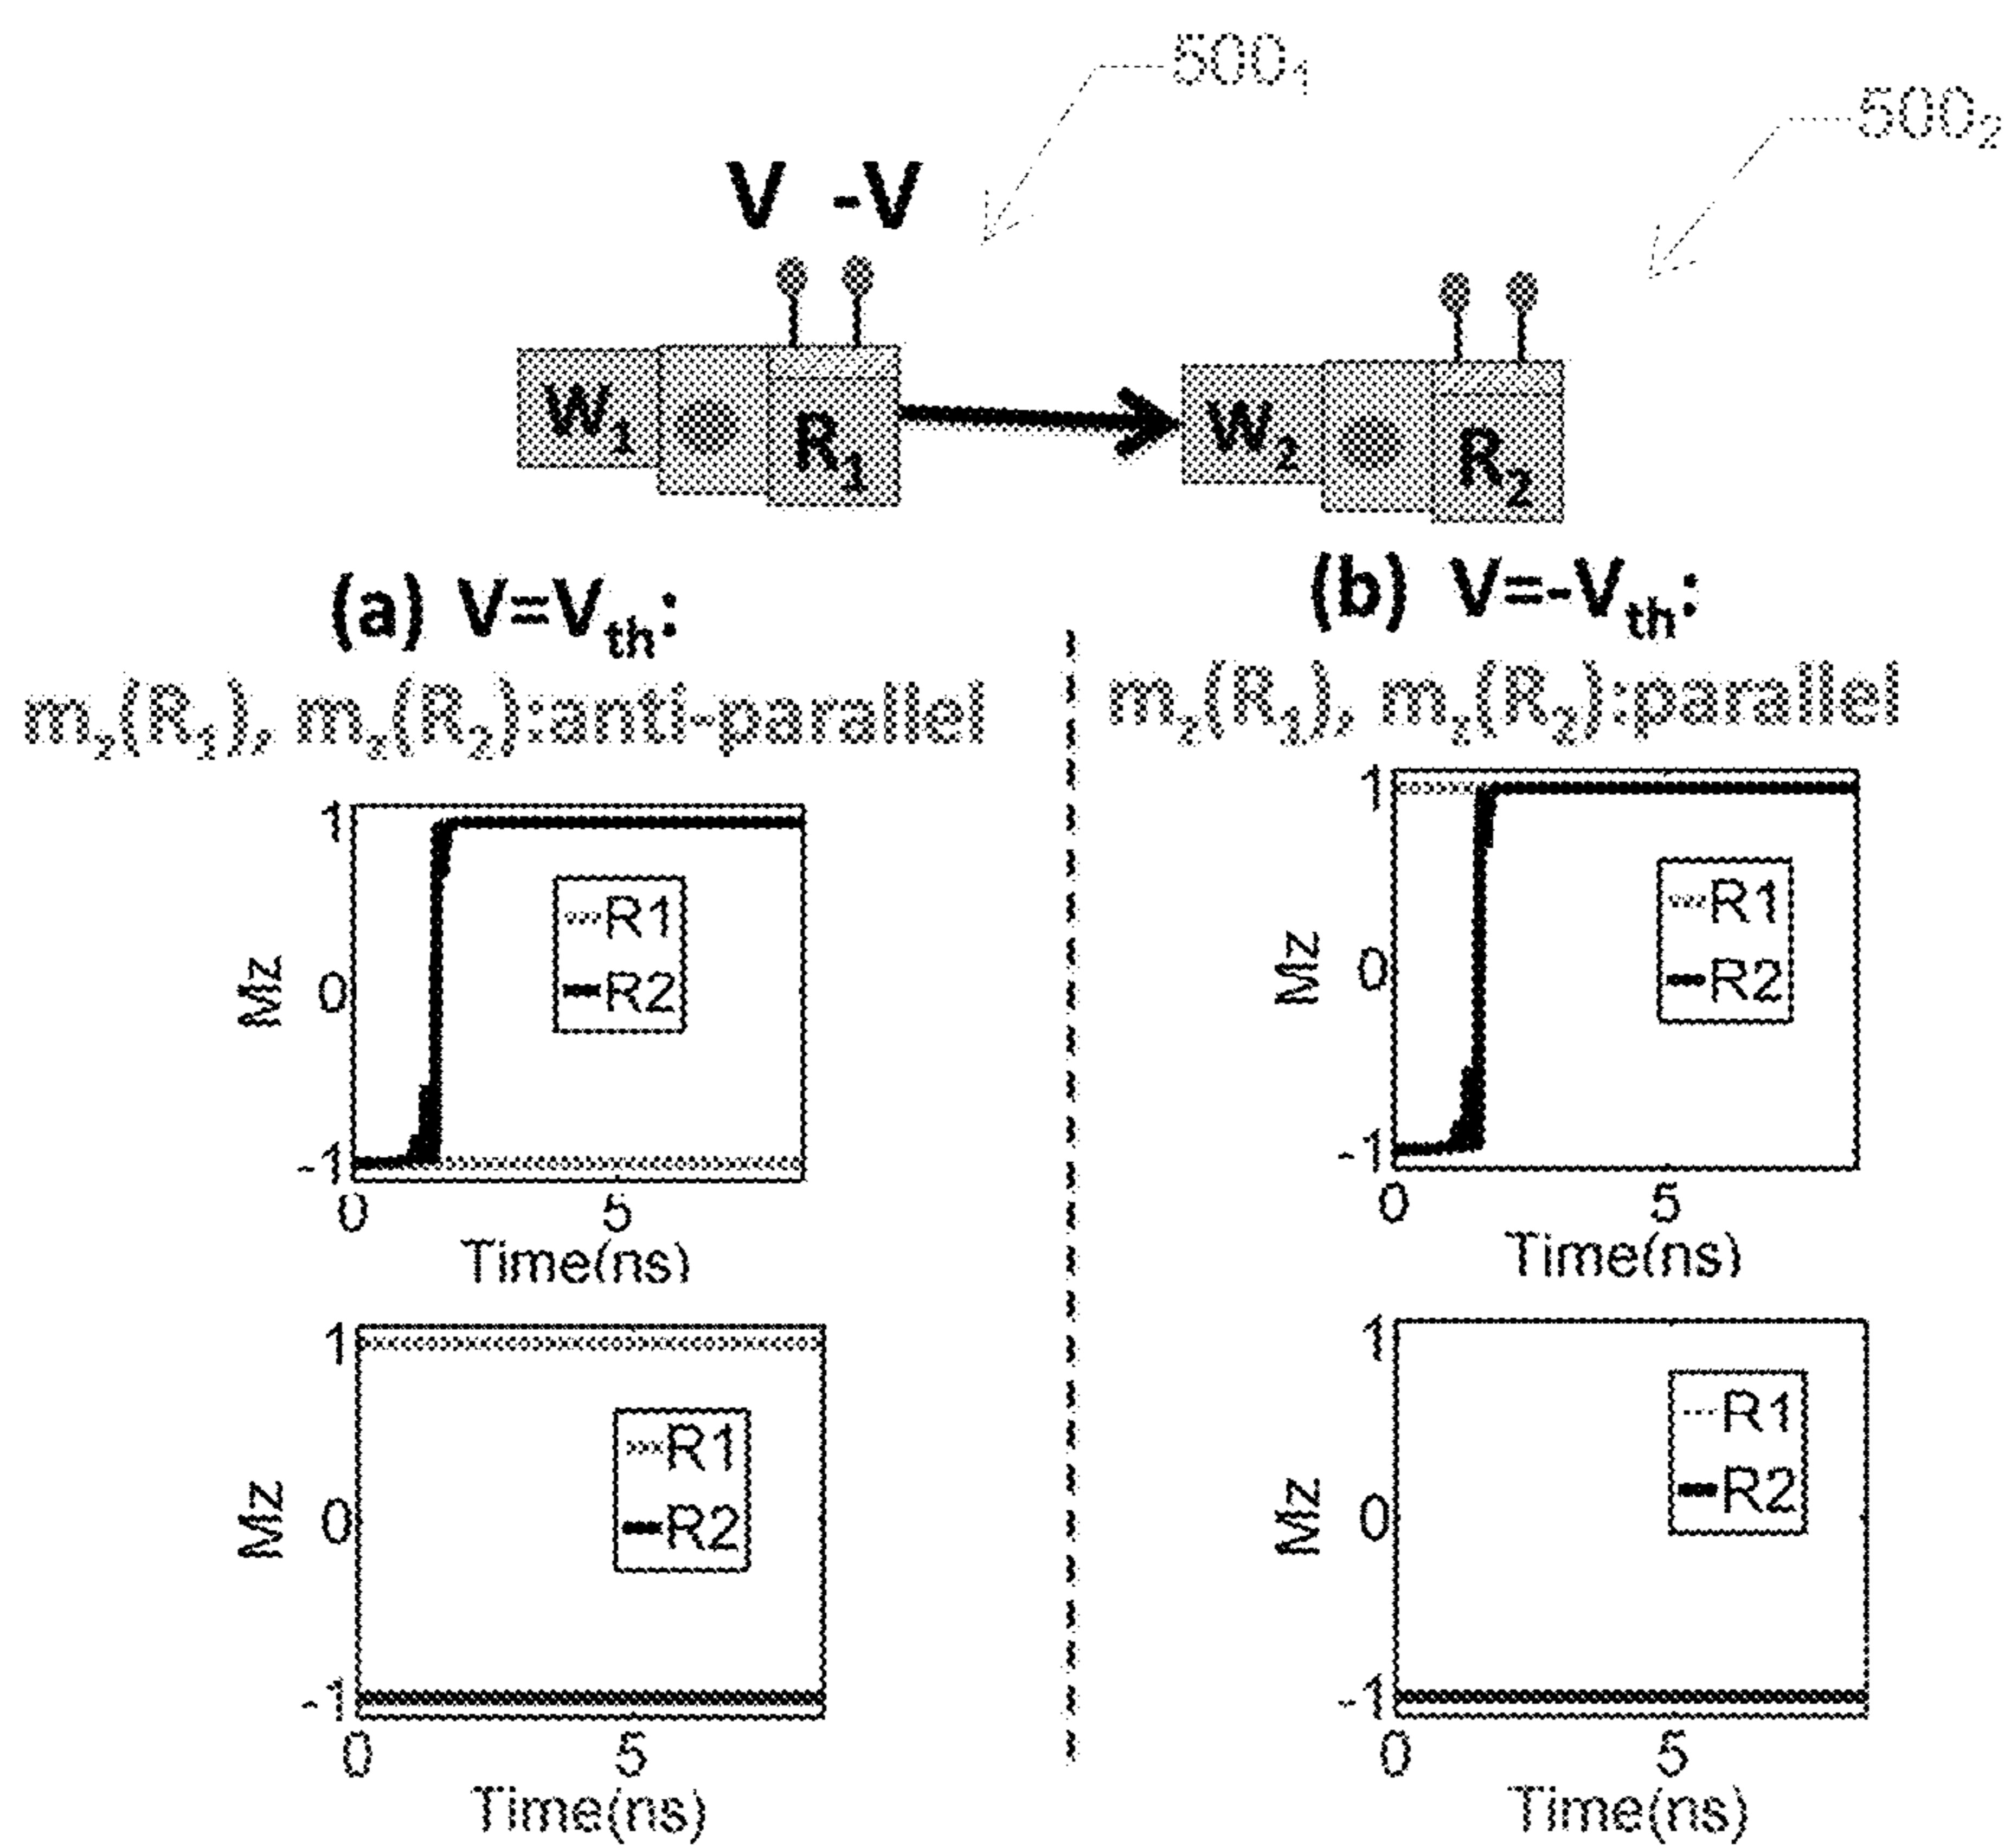 500₁
500₂
V -V
W₁ R₁ W₂ R₂
(a) V=Vth:
mz(R₁), mz(R₂):anti-parallel
1
R1
R2
Mz
0
-1
0 5
Time(ns)
1
R1
R2
Mz
0
-1
0 5
Time(ns)
(b) V=-Vth:
mz(R₁), mz(R₂):parallel
1
R1
R2
Mz
0
-1
0 5
Time(ns)
1
R1
R2
Mz
0
-1
0 5
Time(ns)